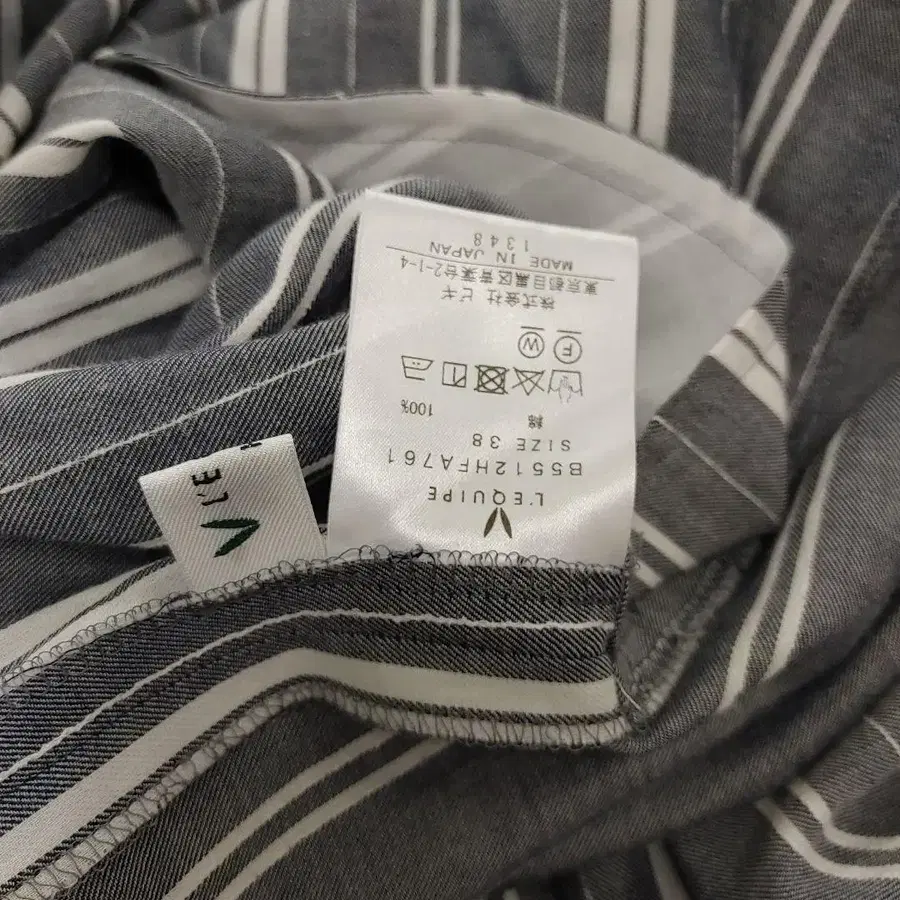 L'EQUIPE
B5512HFA761
SIZE 38
綿 100%
F W
株式会社 ビギ
東京都目黒区青葉台2-1-4
MADE IN JAPAN
1348
L'E